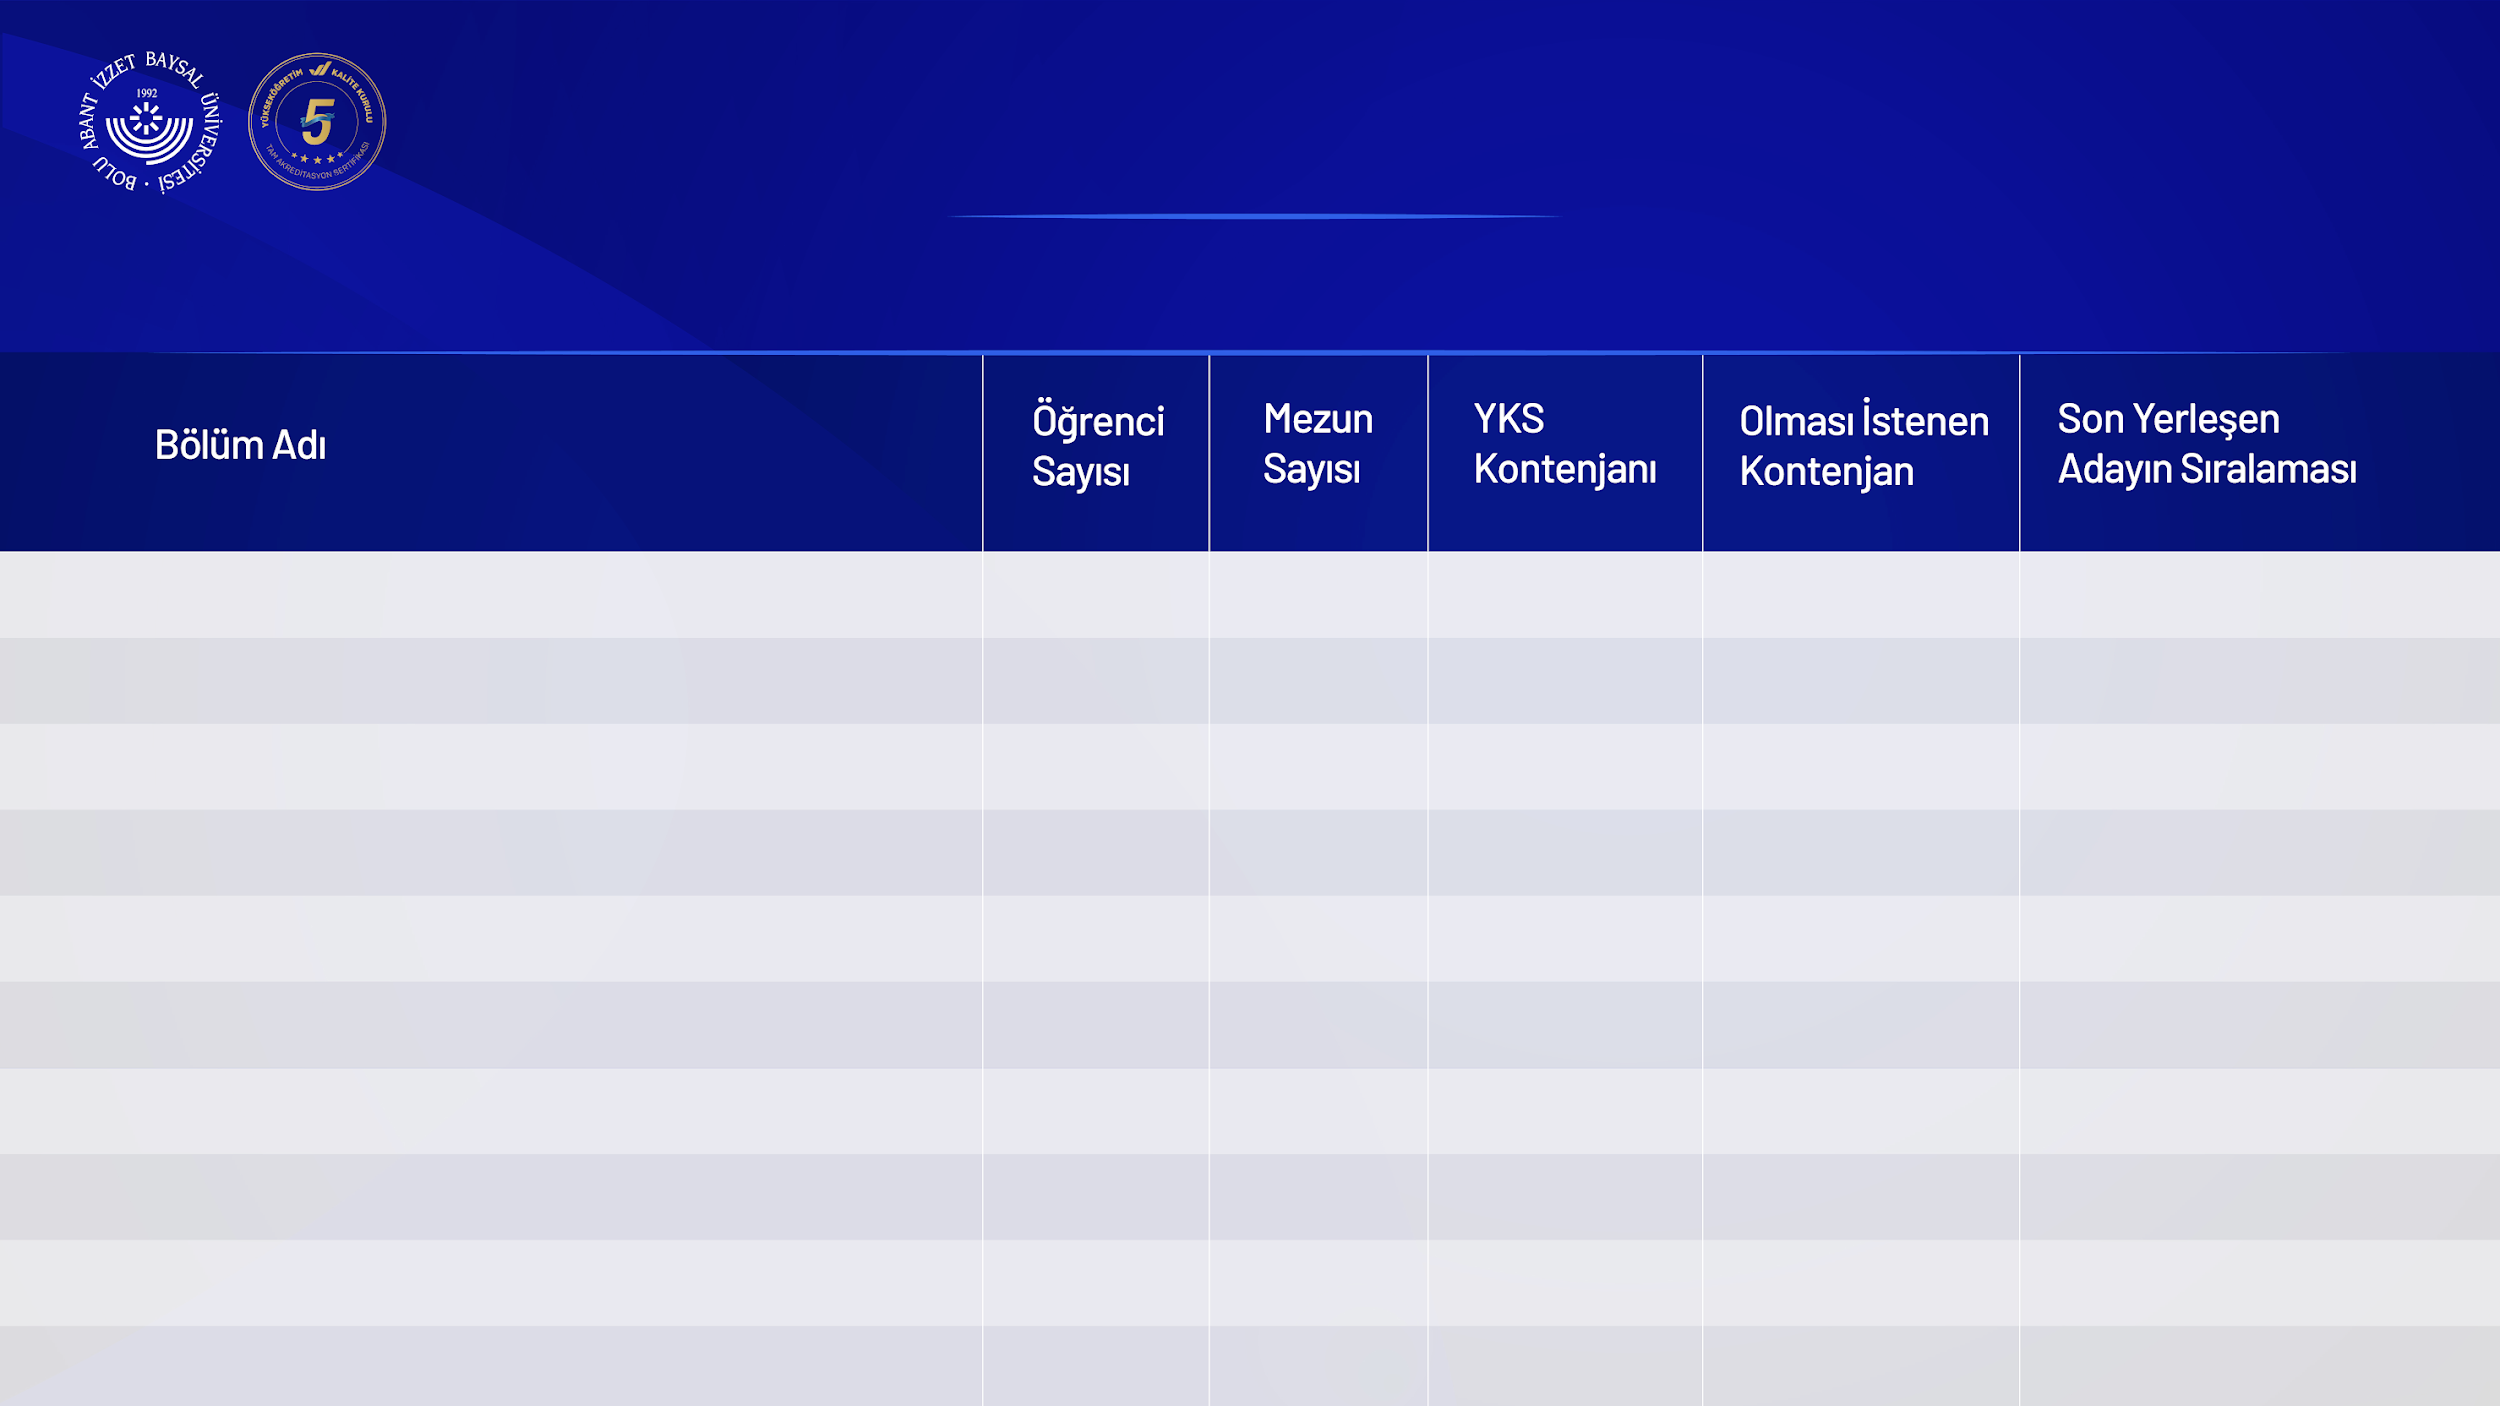 BOLU ABANT İZZET BAYSAL ÜNİVERSİTESİ
1992
YÜKSEKÖĞRETİM KALİTE KURULU
5
TAM AKREDİTASYON SERTİFİKASI
Bölüm Adı
Öğrenci
Sayısı
Mezun
Sayısı
YKS
Kontenjanı
Olması İstenen
Kontenjan
Son Yerleşen
Adayın Sıralaması